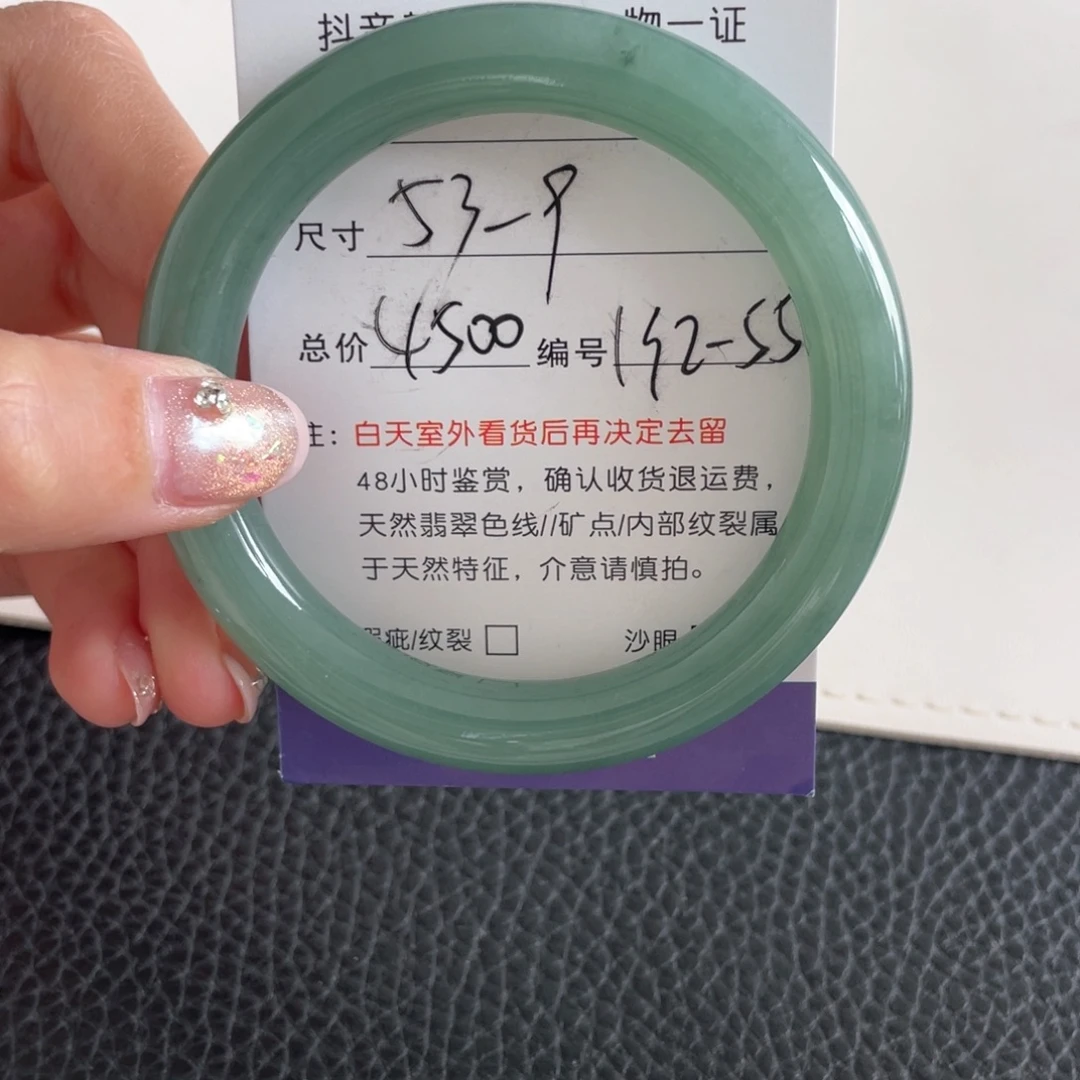 抖音 物一证
尺寸 53-9
总价 4500 编号 192-55
注：白天室外看货后再决定去留
48小时鉴赏，确认收货退运费，
天然翡翠色线//矿点/内部纹裂属
于天然特征，介意请慎拍。
瑕疵/纹裂 □ 沙眼